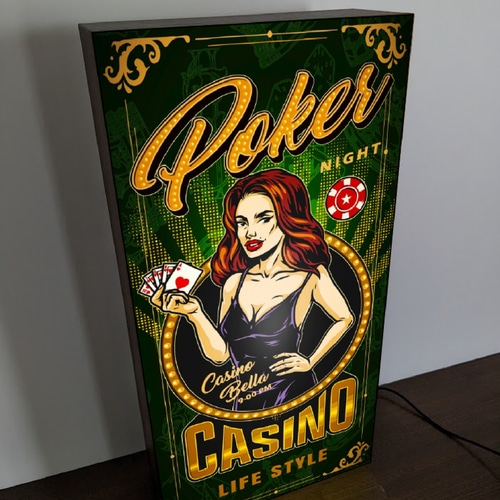 Poker
NIGHT.
Casino
Bella
9.00 PM
CASINO
LIFE STYLE